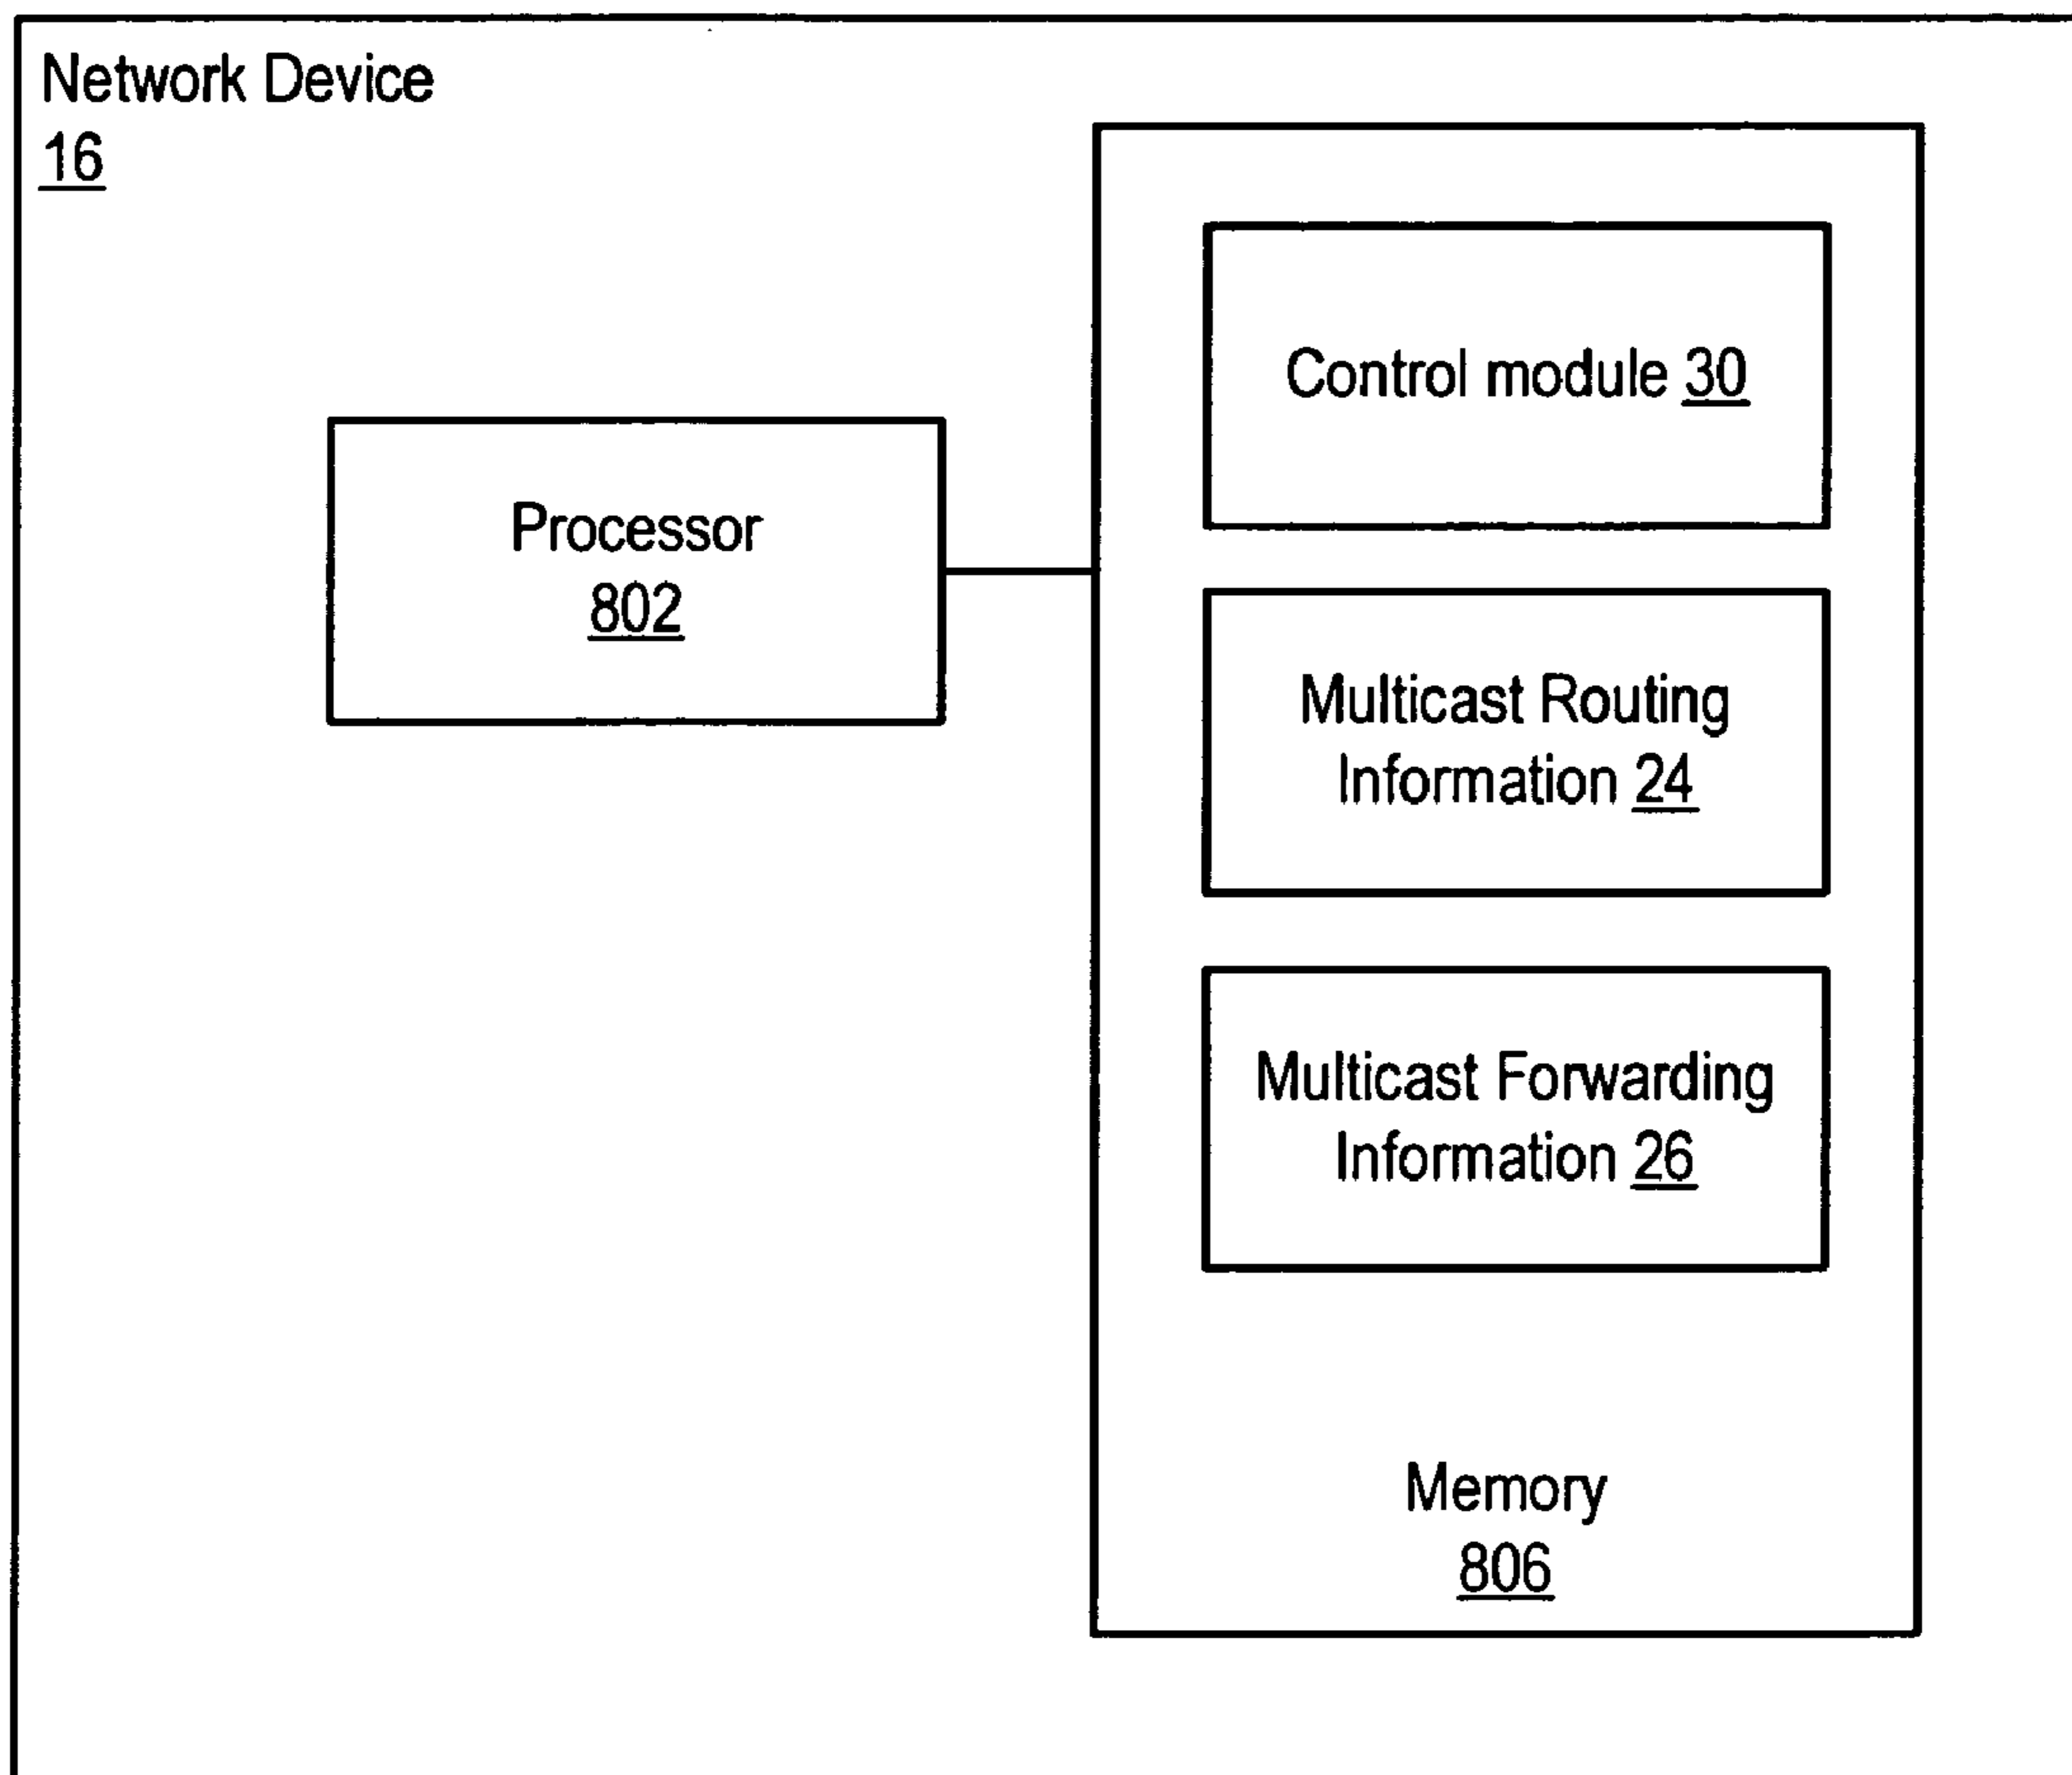 Network Device
16
Control module 30
Processor
802
Multicast Routing
Information 24
Multicast Forwarding
Information 26
Memory
806